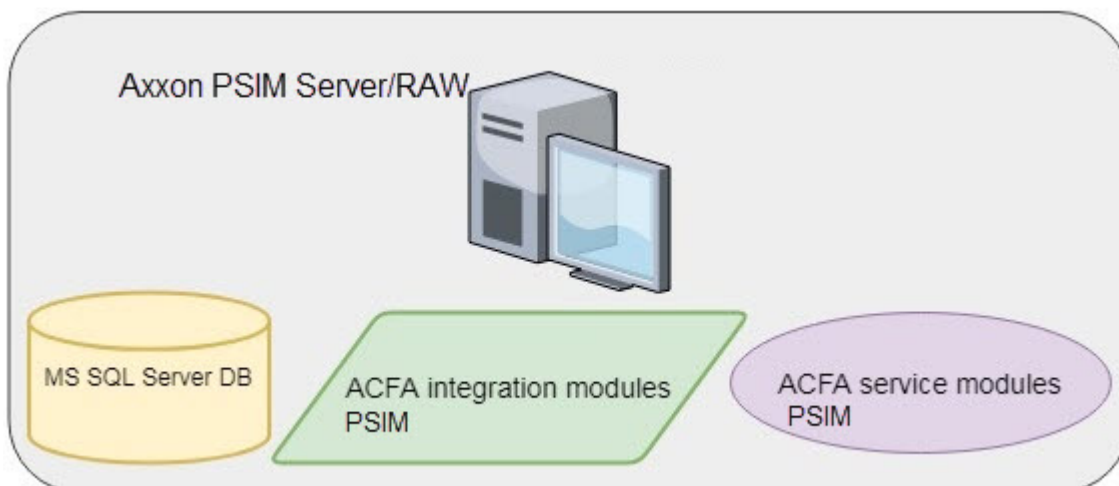 Axxon PSIM Server/RAW
MS SQL Server DB
ACFA integration modules
PSIM
ACFA service modules
PSIM